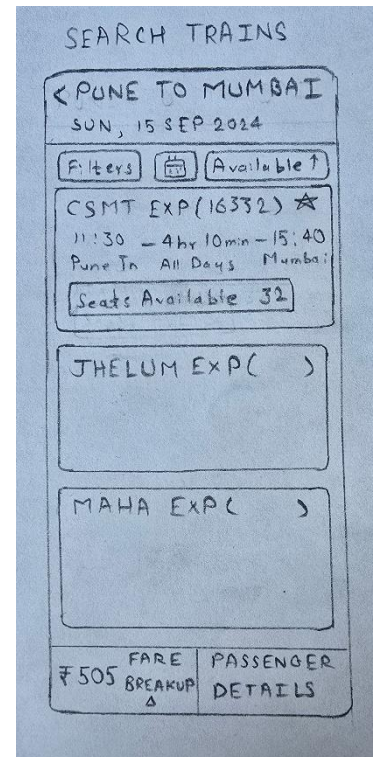 SEARCH TRAINS
< PUNE TO MUMBAI
SUN, 15 SEP 2024
Filters Available ↑
CSMT EXP(16332) ☆
11:30 - 4hr 10min - 15:40
Pune Jn All Days Mumbai
Seats Available 32
JHELUM EXP( )
MAHA EXP( )
₹505 FARE BREAKUP
PASSENGER DETAILS